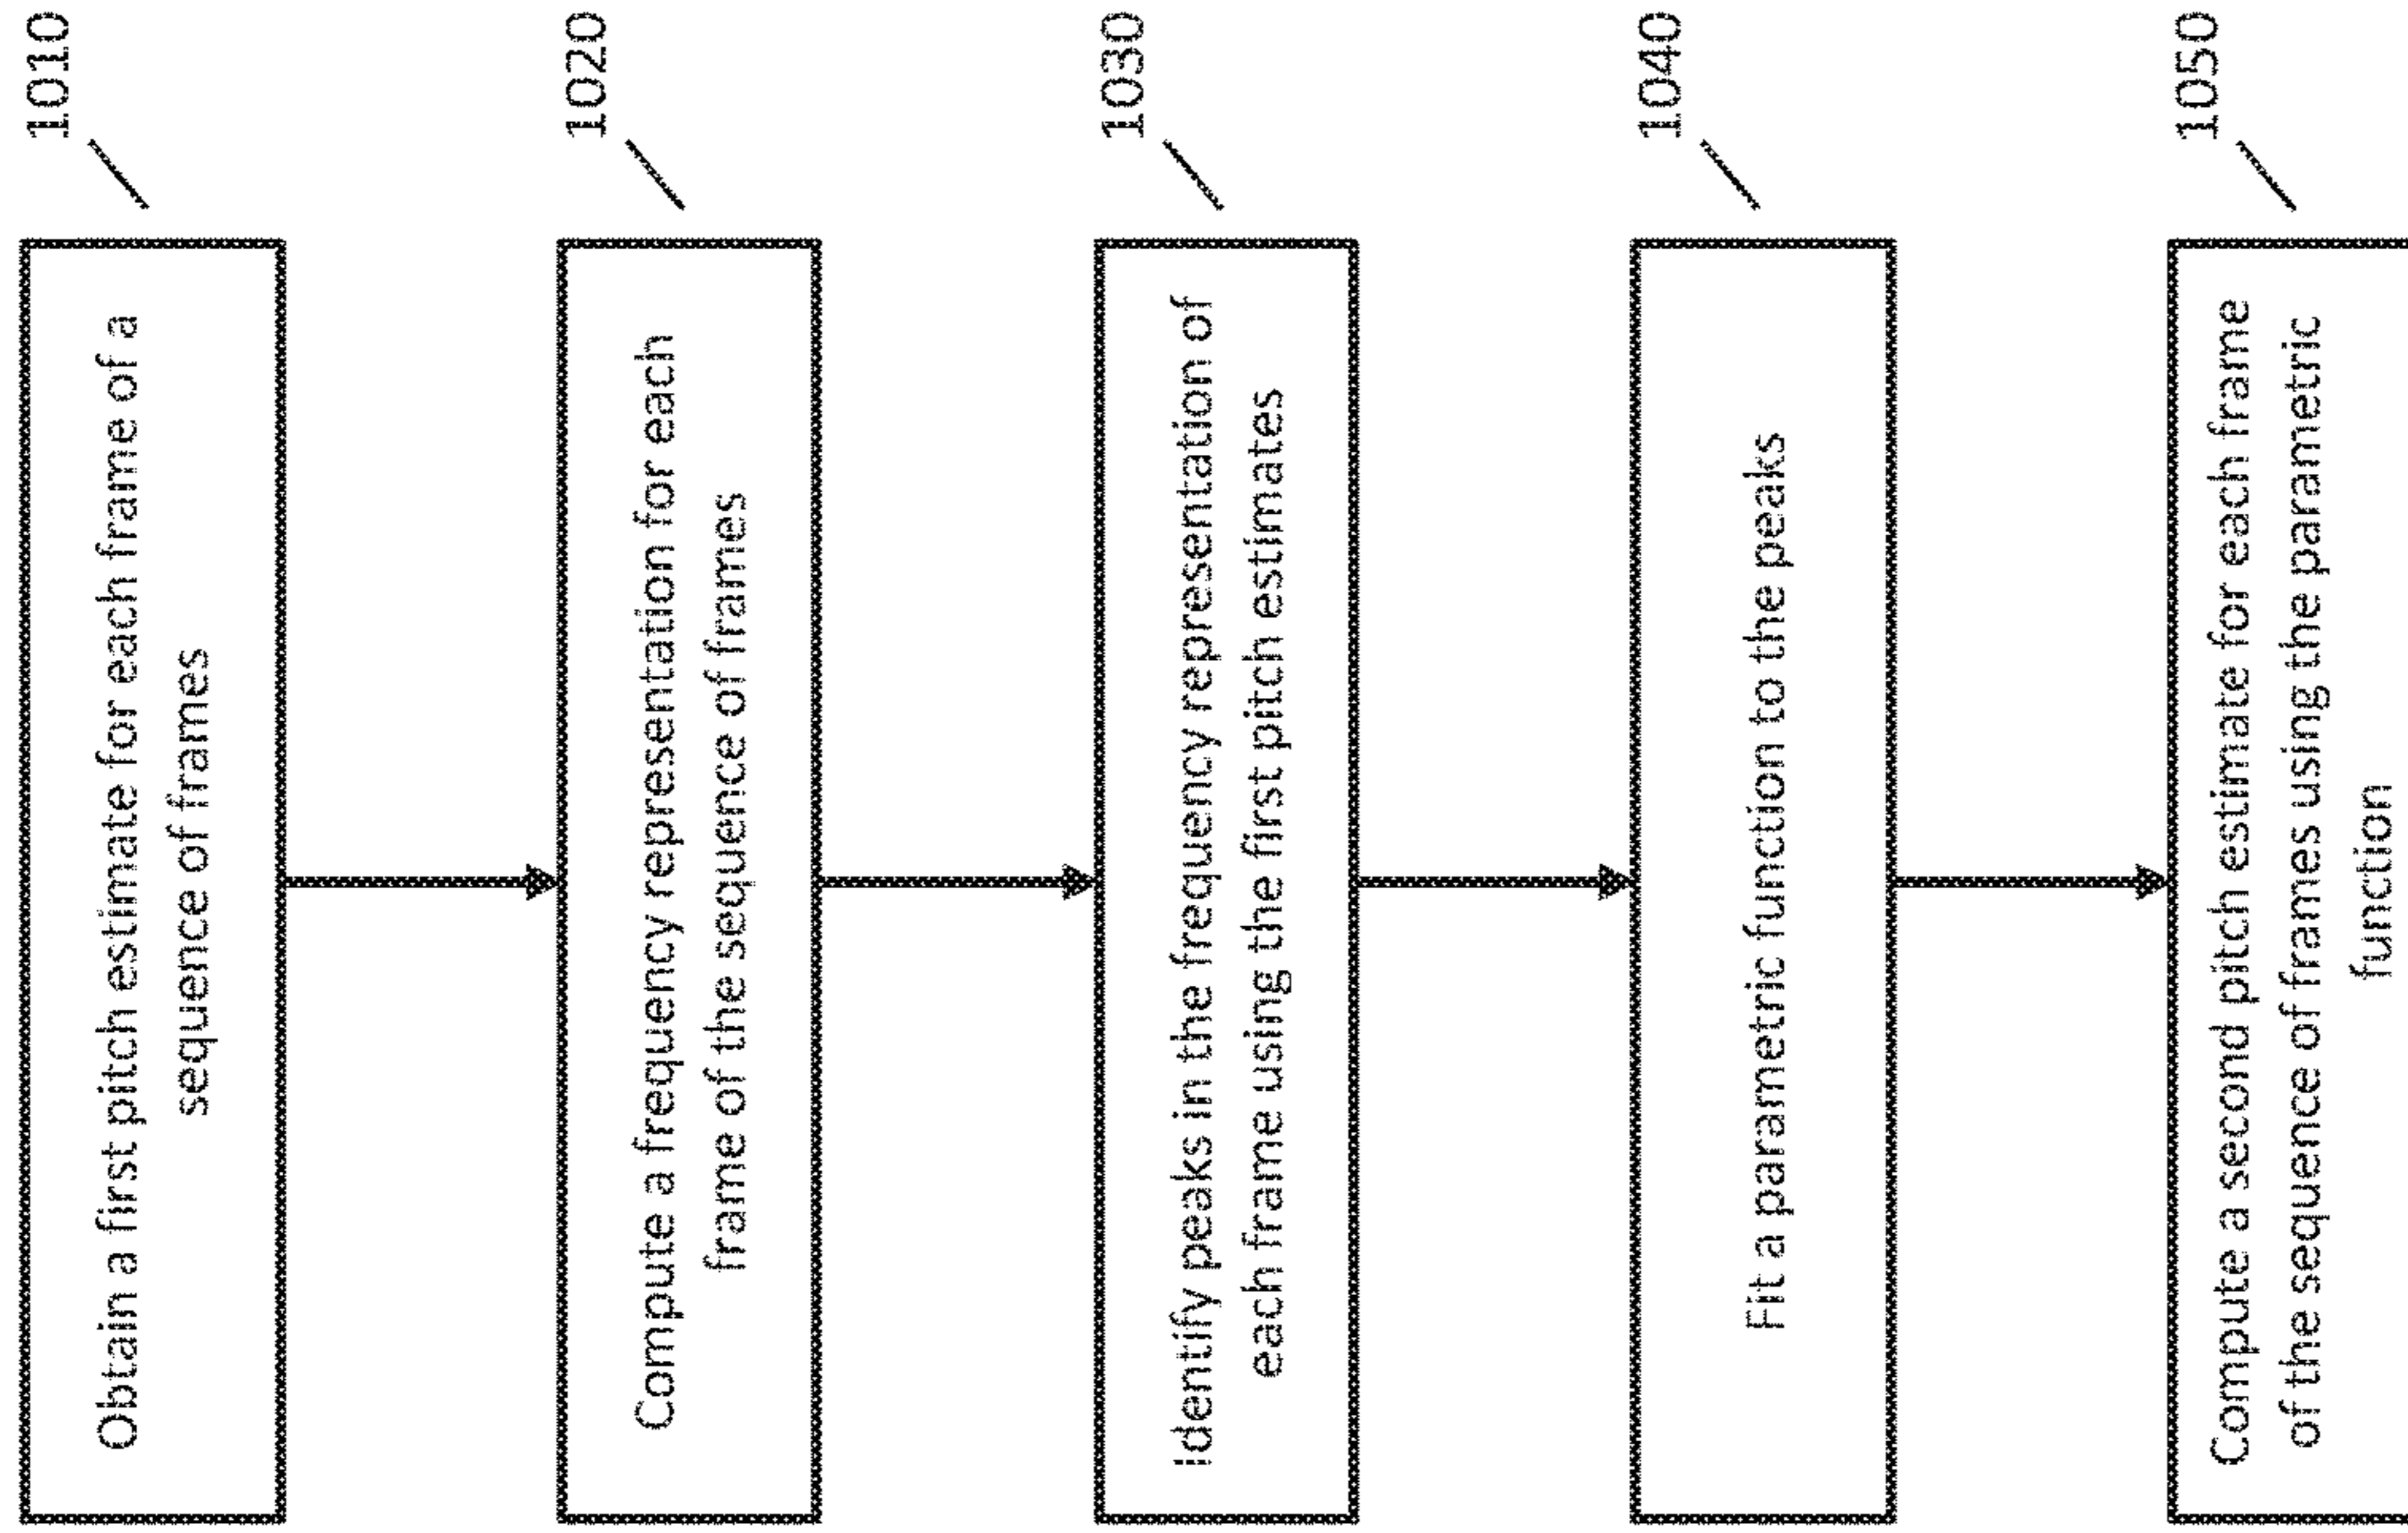 1010
Obtain a first pitch estimate for each frame of a
sequence of frames
1020
Compute a frequency representation for each
frame of the sequence of frames
1030
Identify peaks in the frequency representation of
each frame using the first pitch estimates
1040
Fit a parametric function to the peaks
1050
Compute a second pitch estimate for each frame
of the sequence of frames using the parametric
function